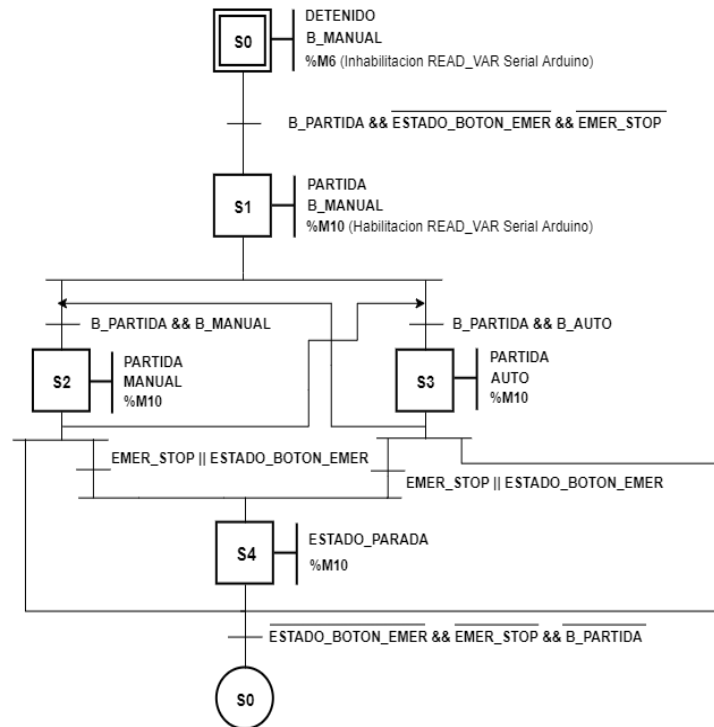 S0
DETENIDO
B_MANUAL
%M6 (Inhabilitacion READ_VAR Serial Arduino)
B_PARTIDA && ESTADO_BOTON_EMER && EMER_STOP
S1
PARTIDA
B_MANUAL
%M10 (Habilitacion READ_VAR Serial Arduino)
B_PARTIDA && B_MANUAL
B_PARTIDA && B_AUTO
S2
PARTIDA
MANUAL
%M10
S3
PARTIDA
AUTO
%M10
EMER_STOP || ESTADO_BOTON_EMER
EMER_STOP || ESTADO_BOTON_EMER
S4
ESTADO_PARADA
%M10
ESTADO_BOTON_EMER && EMER_STOP && B_PARTIDA
S0